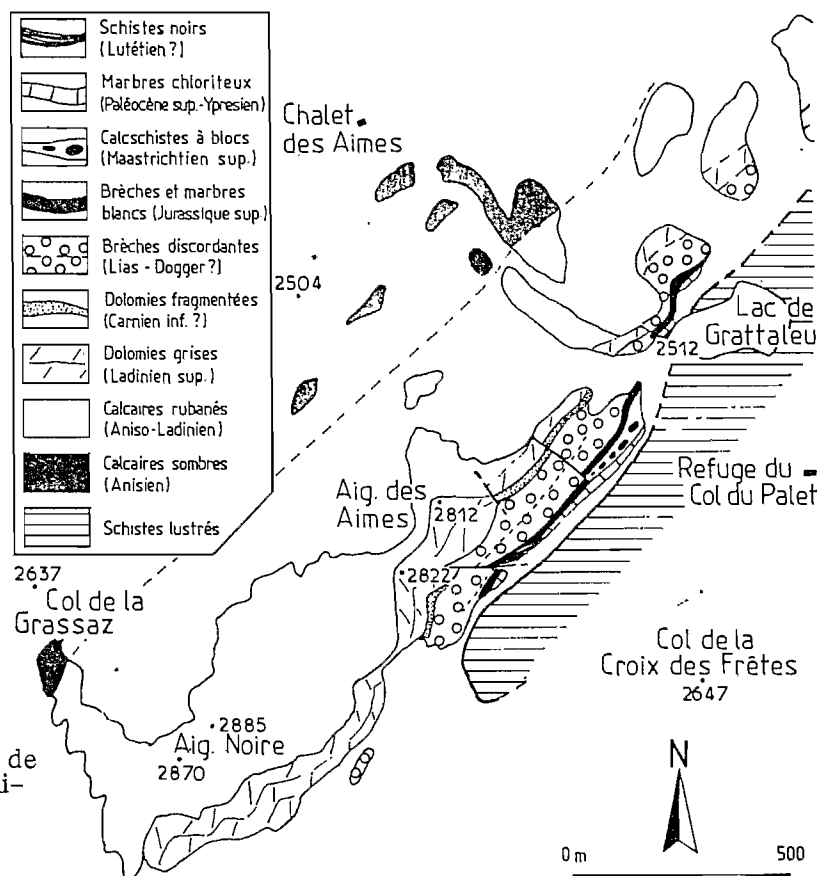 Schistes noirs
(Lutétien ?)
Marbres chloriteux
(Paléocène sup.-Ypresien)
Calcschistes à blocs
(Maastrichtien sup.)
Brèches et marbres
blancs (Jurassique sup.)
Brèches discordantes
(Lias - Dogger ?)
Dolomies fragmentées
(Carnien inf. ?)
Dolomies grises
(Ladinien sup.)
Calcaires rubanés
(Aniso-Ladinien)
Calcaires sombres
(Anisien)
Schistes lustrés
Chalet
des Aimes
2504
Lac de
Grattaleu
2512
Refuge du
Col du Palet
Aig. des
Aimes
2812
2822
2637
Col de la
Grassaz
Col de la
Croix des Frêtes
2647
2885
Aig. Noire
2870
de
i-
N
0 m
500